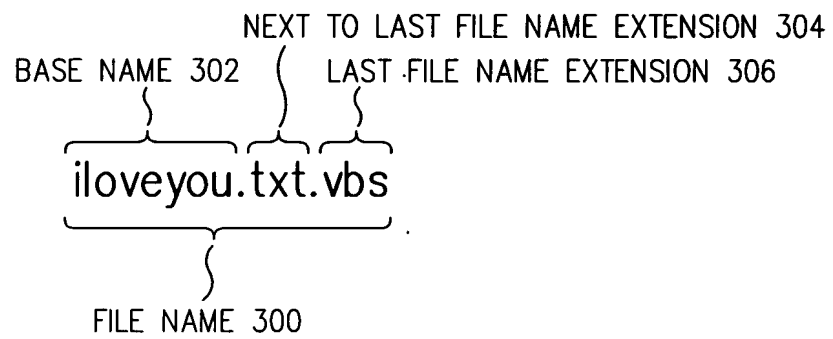 NEXT TO LAST FILE NAME EXTENSION 304
BASE NAME 302 LAST FILE NAME EXTENSION 306
iloveyou.txt.vbs
FILE NAME 300